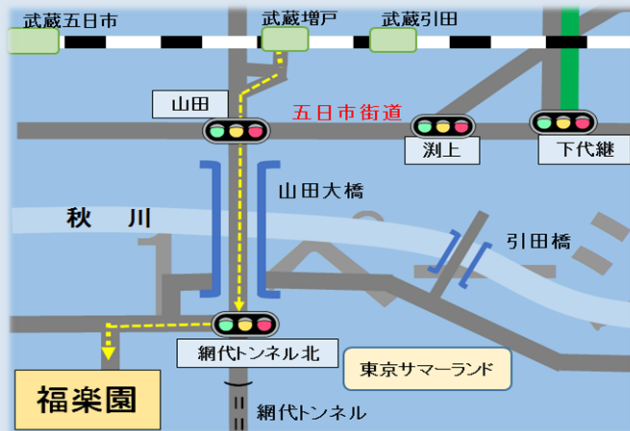 武蔵五日市
武蔵増戸
武蔵引田
山田
五日市街道
渕上
下代継
山田大橋
秋 川
引田橋
網代トンネル北
東京サマーランド
福楽園
網代トンネル